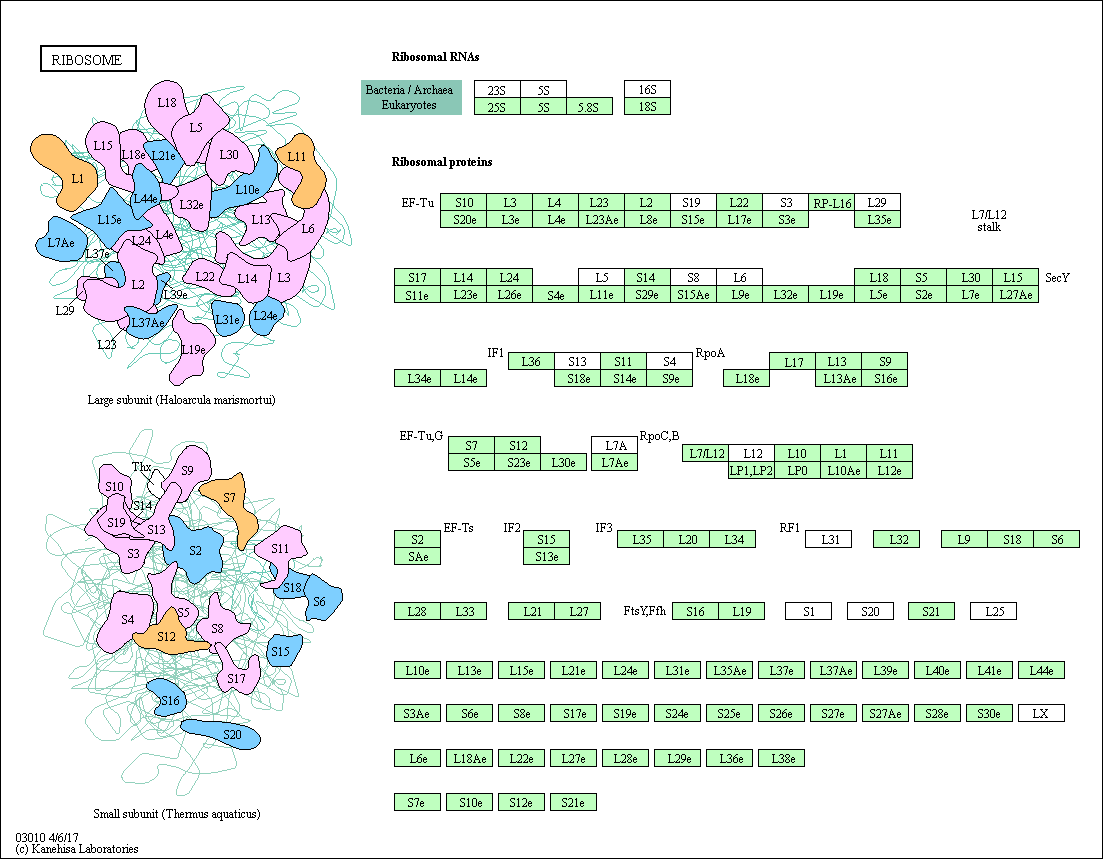 RIBOSOME
L18
L5
L15
L18e
L21e
L30
L11
L1
L10e
L44e
L32e
L15e
L13
L6
L7Ae
L24
L4e
L37e
L2
L22
L14
L3
L39e
L29
L37Ae
L31e
L24e
L23
L19e
Large subunit (Haloarcula marismortui)
Thx
S9
S10
S7
S14
S19
S13
S3
S2
S11
S18
S6
S4
S5
S8
S12
S15
S17
S16
S20
Small subunit (Thermus aquaticus)
03010 4/6/17
(c) Kanehisa Laboratories
Ribosomal RNAs
Bacteria / Archaea 23S 5S 16S
Eukaryotes 25S 5S 5.8S 18S
Ribosomal proteins
EF-Tu S10 L3 L4 L23 L2 S19 L22 S3 RP-L16 L29
S20e L3e L4e L23Ae L8e S15e L17e S3e L35e
L7/L12
stalk
S17 L14 L24 L5 S14 S8 L6 L18 S5 L30 L15 SecY
S11e L23e L26e S4e L11e S29e S15Ae L9e L32e L19e L5e S2e L7e L27Ae
IF1 L36 S13 S11 S4 RpoA L17 L13 S9
L34e L14e S18e S14e S9e L18e L13Ae S16e
EF-Tu,G S7 S12 L7A RpoC,B L7/L12 L12 L10 L1 L11
S5e S23e L30e L7Ae LP1,LP2 LP0 L10Ae L12e
S2 EF-Ts IF2 S15 IF3 L35 L20 L34 RF1 L31 L32 L9 S18 S6
SAe S13e
L28 L33 L21 L27 FtsY,Ffh S16 L19 S1 S20 S21 L25
L10e L13e L15e L21e L24e L31e L35Ae L37e L37Ae L39e L40e L41e L44e
S3Ae S6e S8e S17e S19e S24e S25e S26e S27e S27Ae S28e S30e LX
L6e L18Ae L22e L27e L28e L29e L36e L38e
S7e S10e S12e S21e